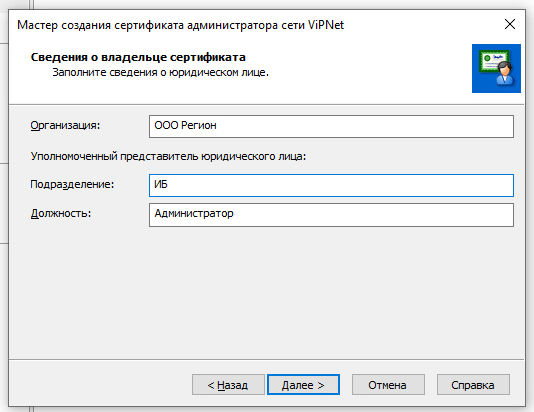 Мастер создания сертификата администратора сети ViPNet
Сведения о владельце сертификата
Заполните сведения о юридическом лице.
Организация: ООО Регион
Уполномоченный представитель юридического лица:
Подразделение: ИБ
Должность: Администратор
< Назад Далее > Отмена Справка